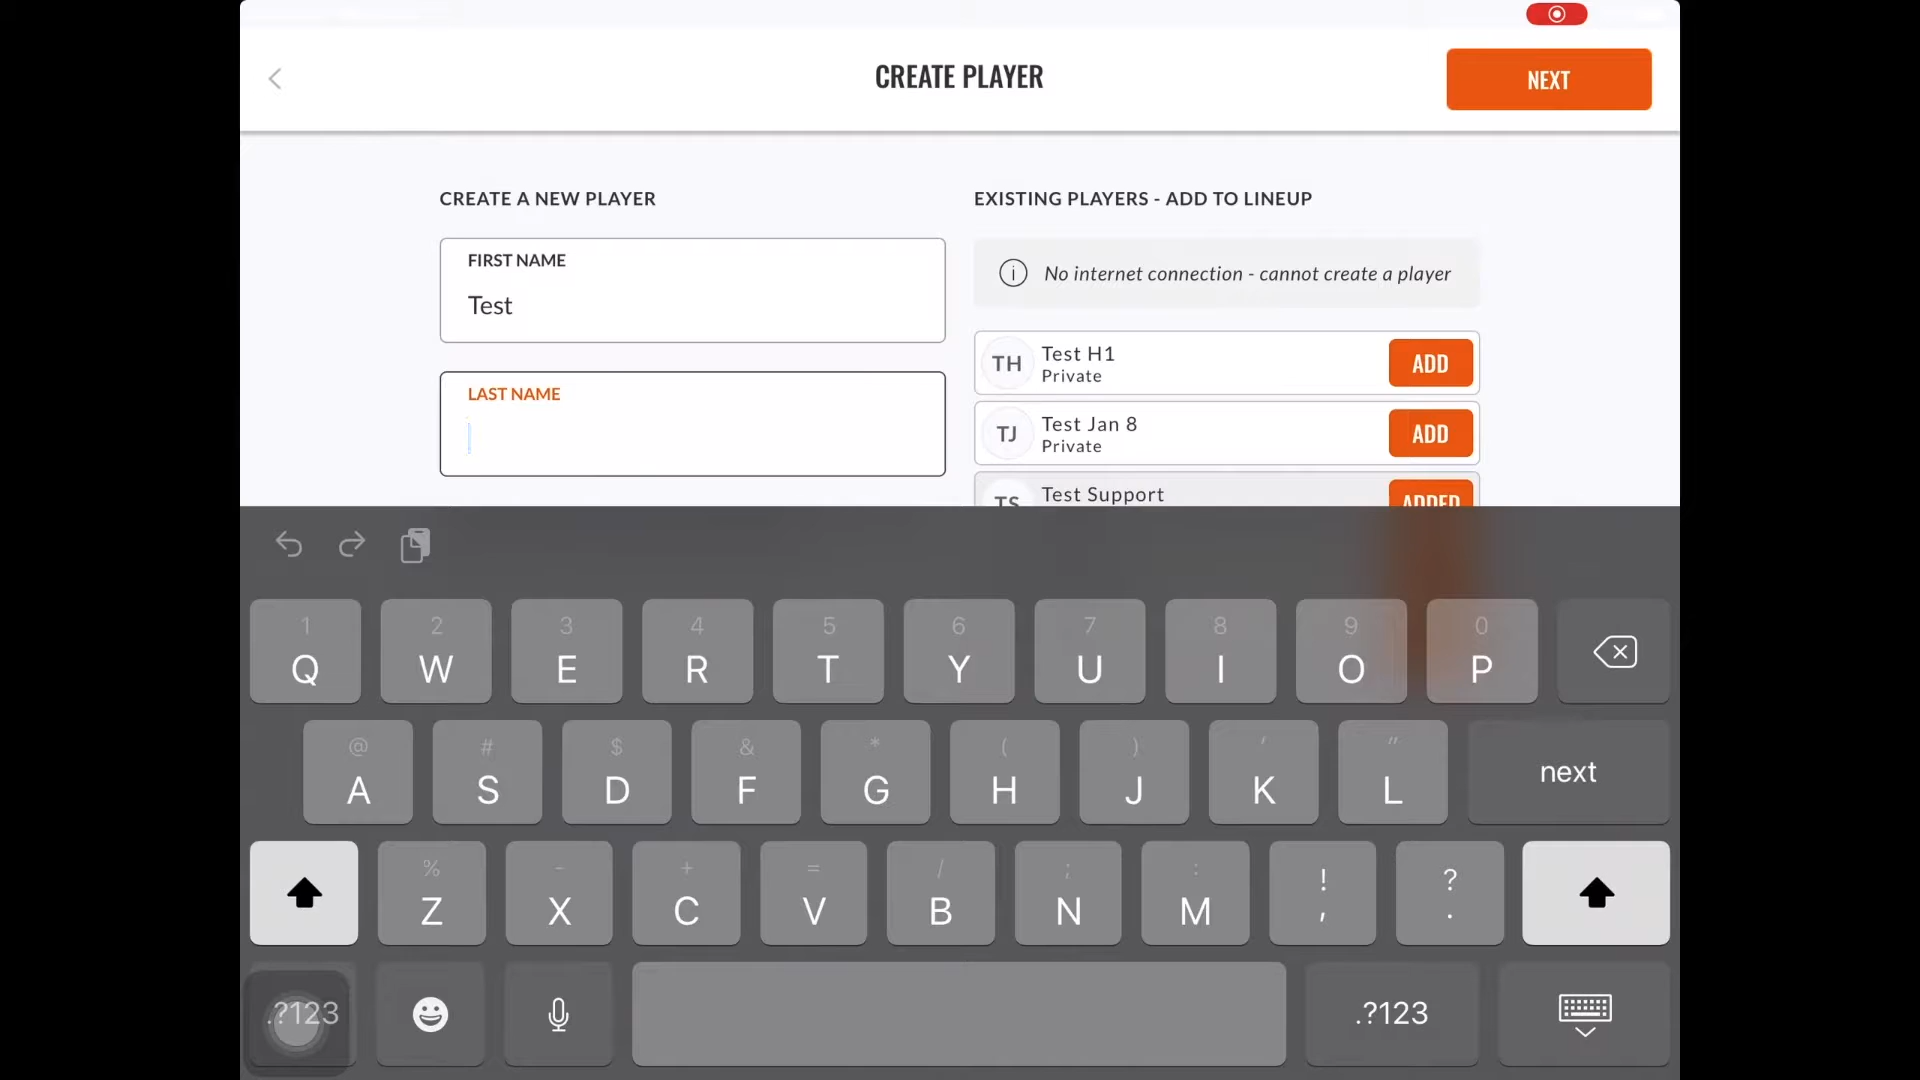 CREATE PLAYER
NEXT
CREATE A NEW PLAYER
FIRST NAME
Test
LAST NAME
EXISTING PLAYERS - ADD TO LINEUP
No internet connection - cannot create a player
TH
Test H1
Private
ADD
TJ
Test Jan 8
Private
ADD
TS
Test Support
ADDED
1 2 3 4 5 6 7 8 9 0
Q W E R T Y U I O P
@ # $ & * ( ) ' "
A S D F G H J K L next
% - + = / ; : ! ?
Z X C V B N M , .
.?123 .?123